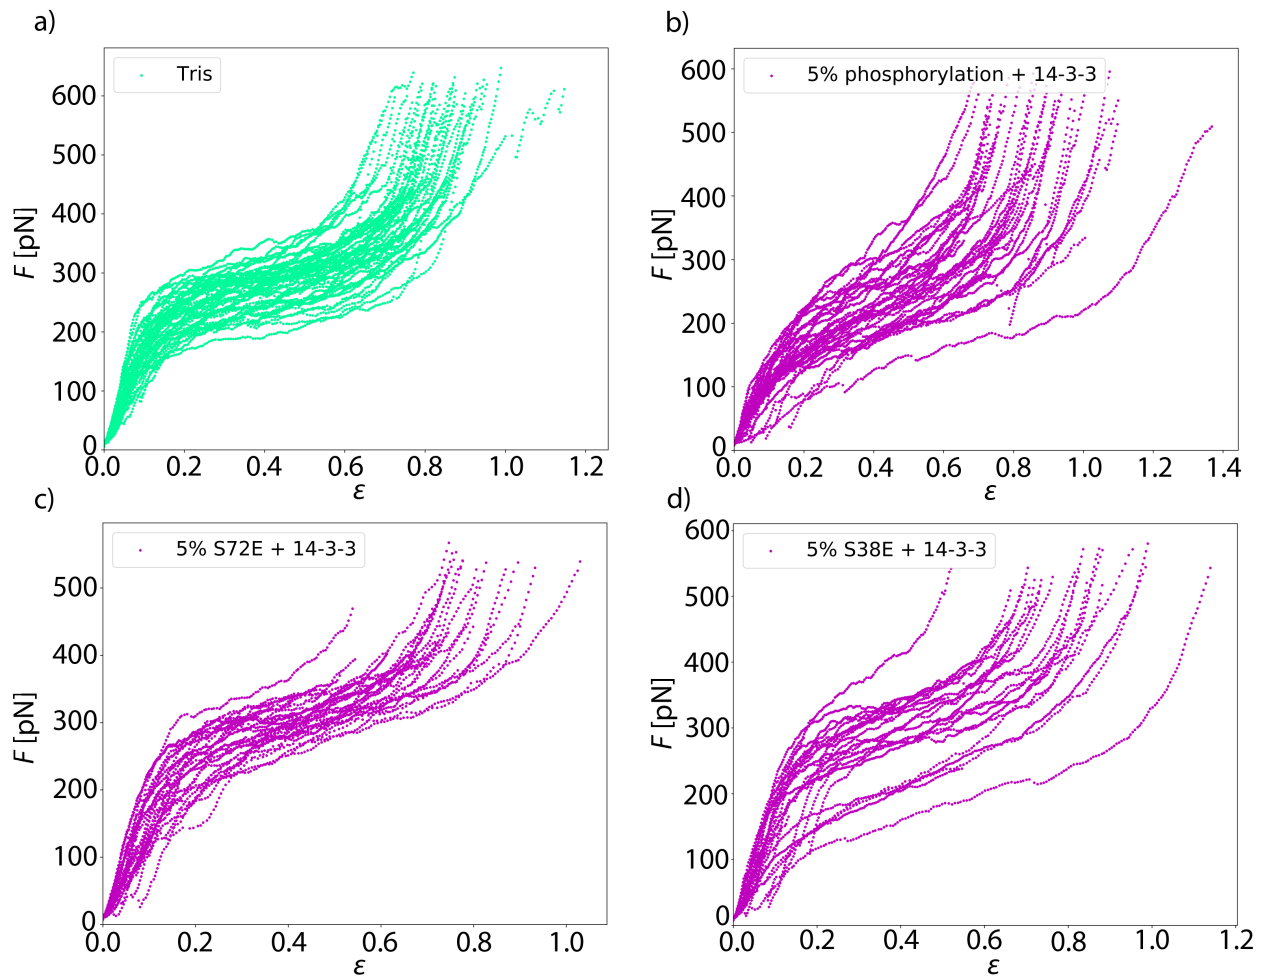 a)
Tris
F [pN]
600
500
400
300
200
100
0
0.0 0.2 0.4 0.6 0.8 1.0 1.2
ε
b)
5% phosphorylation + 14-3-3
F [pN]
600
500
400
300
200
100
0
0.0 0.2 0.4 0.6 0.8 1.0 1.2 1.4
ε
c)
5% S72E + 14-3-3
F [pN]
500
400
300
200
100
0
0.0 0.2 0.4 0.6 0.8 1.0
ε
d)
5% S38E + 14-3-3
F [pN]
600
500
400
300
200
100
0
0.0 0.2 0.4 0.6 0.8 1.0 1.2
ε